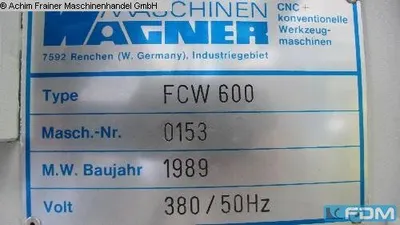 © Achim Frainer Maschinenhandel GmbH
MASCHINEN
WAGNER
CNC +
konventionelle
Werkzeug-
maschinen
7592 Renchen (W. Germany), Industriegebiet
Type FCW 600
Masch.-Nr. 0153
M.W. Baujahr 1989
Volt 380/50Hz
FDM